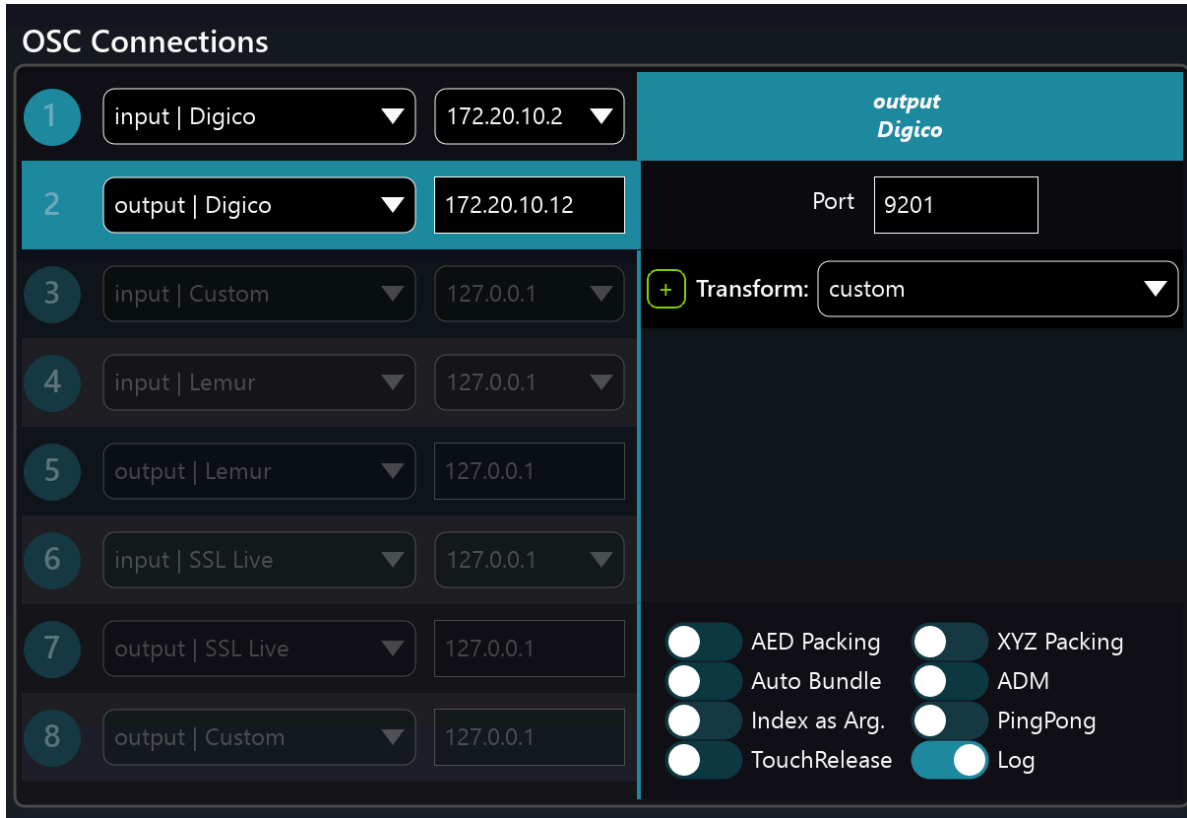 OSC Connections
1 input | Digico 172.20.10.2
2 output | Digico 172.20.10.12
3 input | Custom 127.0.0.1
4 input | Lemur 127.0.0.1
5 output | Lemur 127.0.0.1
6 input | SSL Live 127.0.0.1
7 output | SSL Live 127.0.0.1
8 output | Custom 127.0.0.1
output
Digico
Port 9201
+ Transform: custom
AED Packing XYZ Packing
Auto Bundle ADM
Index as Arg. PingPong
TouchRelease Log